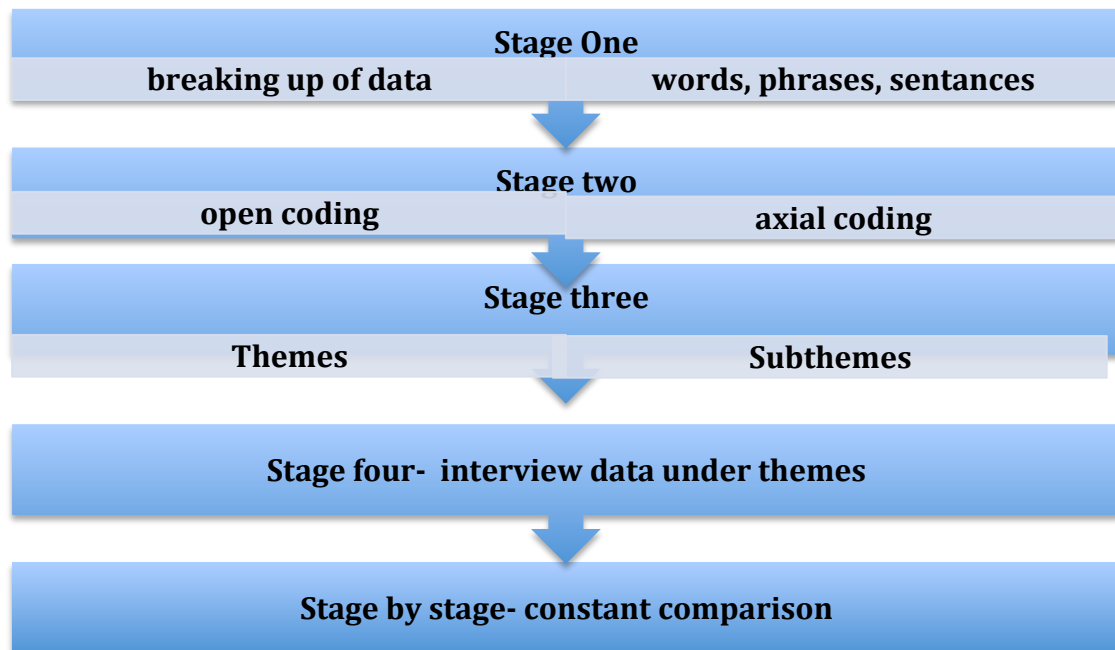 Stage One
breaking up of data
words, phrases, sentances
Stage two
open coding
axial coding
Stage three
Themes
Subthemes
Stage four- interview data under themes
Stage by stage- constant comparison